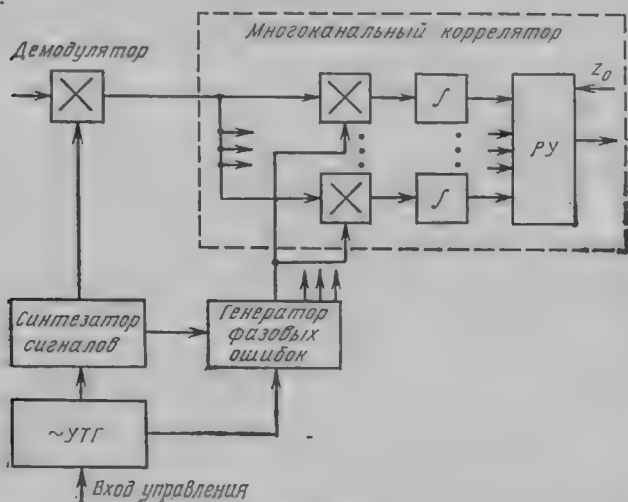 Многоканальный коррелятор
Демодулятор
∫
Z₀
РУ
∫
Синтезатор
сигналов
Генератор
фазовых
ошибок
~УТГ
Вход управления